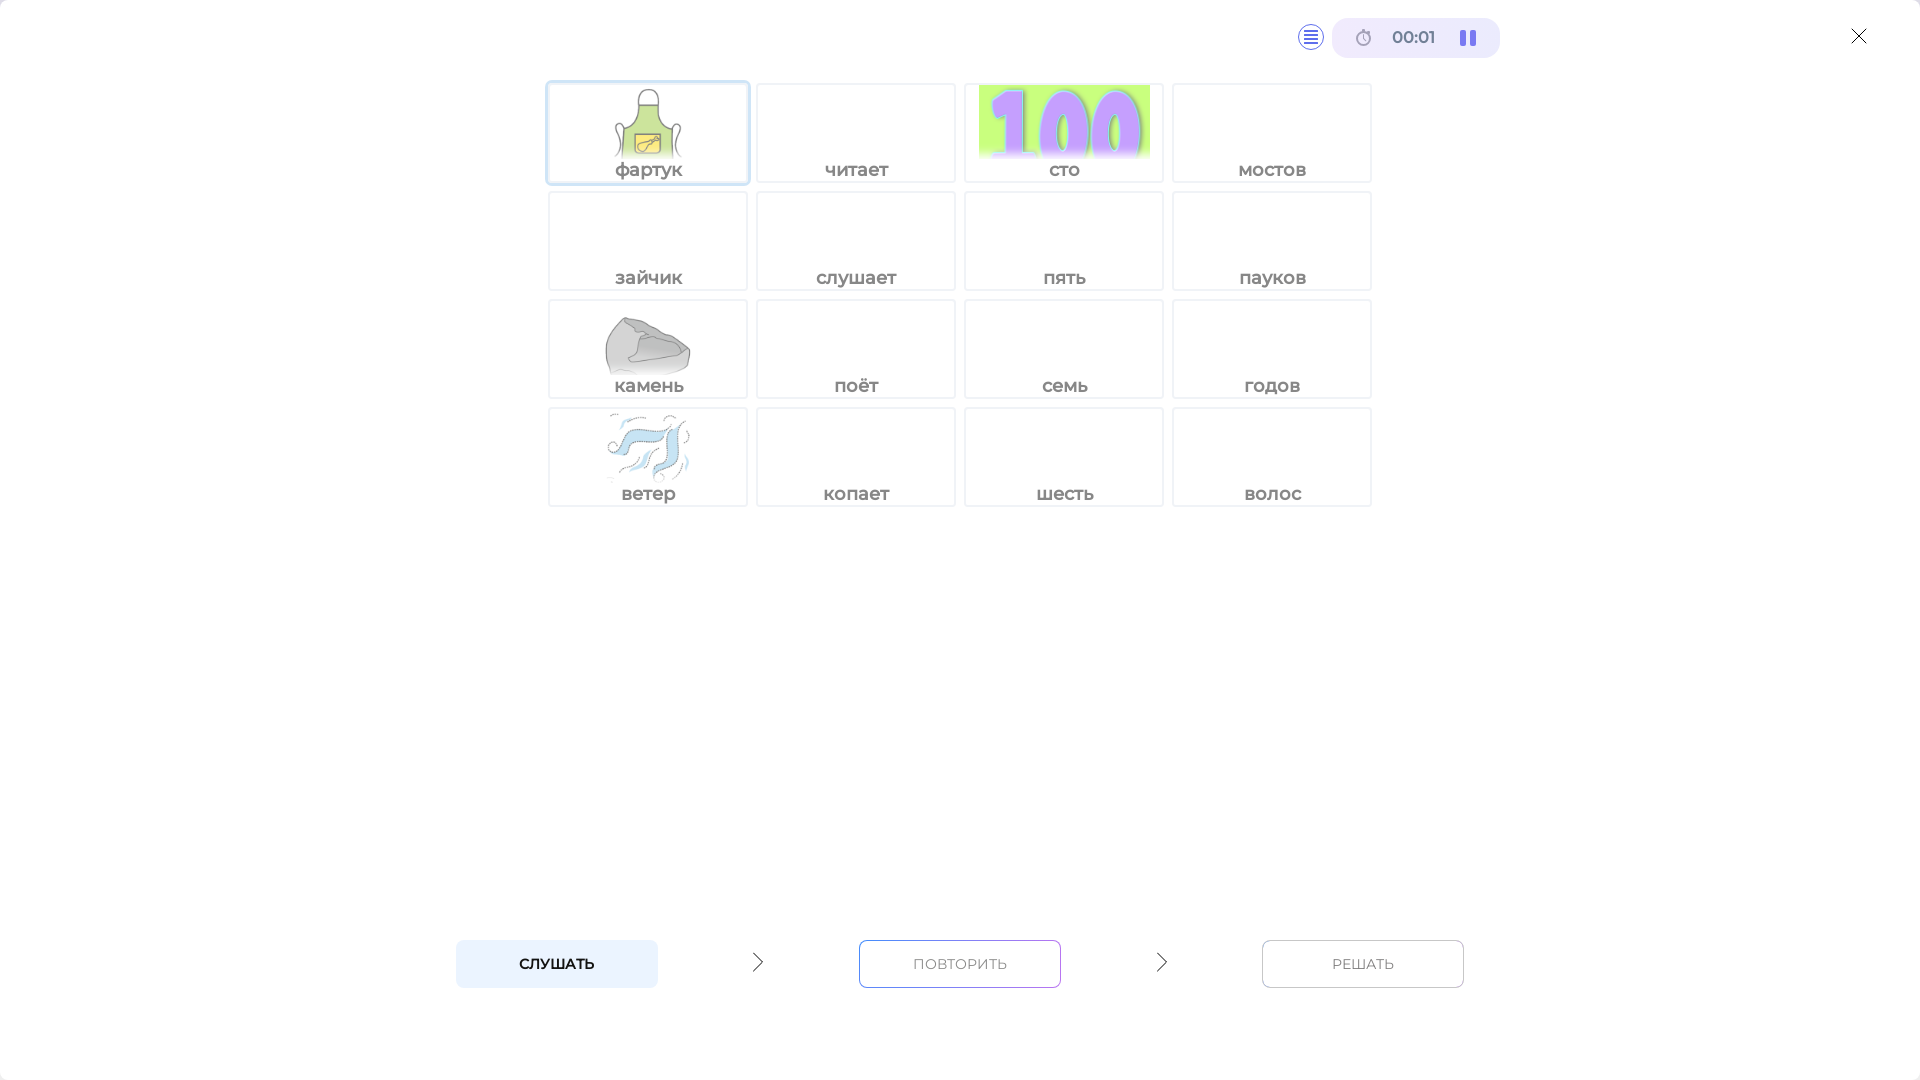 00:01
фартук
читает
100
сто
мостов
зайчик
слушает
пять
пауков
камень
поёт
семь
годов
ветер
копает
шесть
волос
СЛУШАТЬ
ПОВТОРИТЬ
РЕШАТЬ